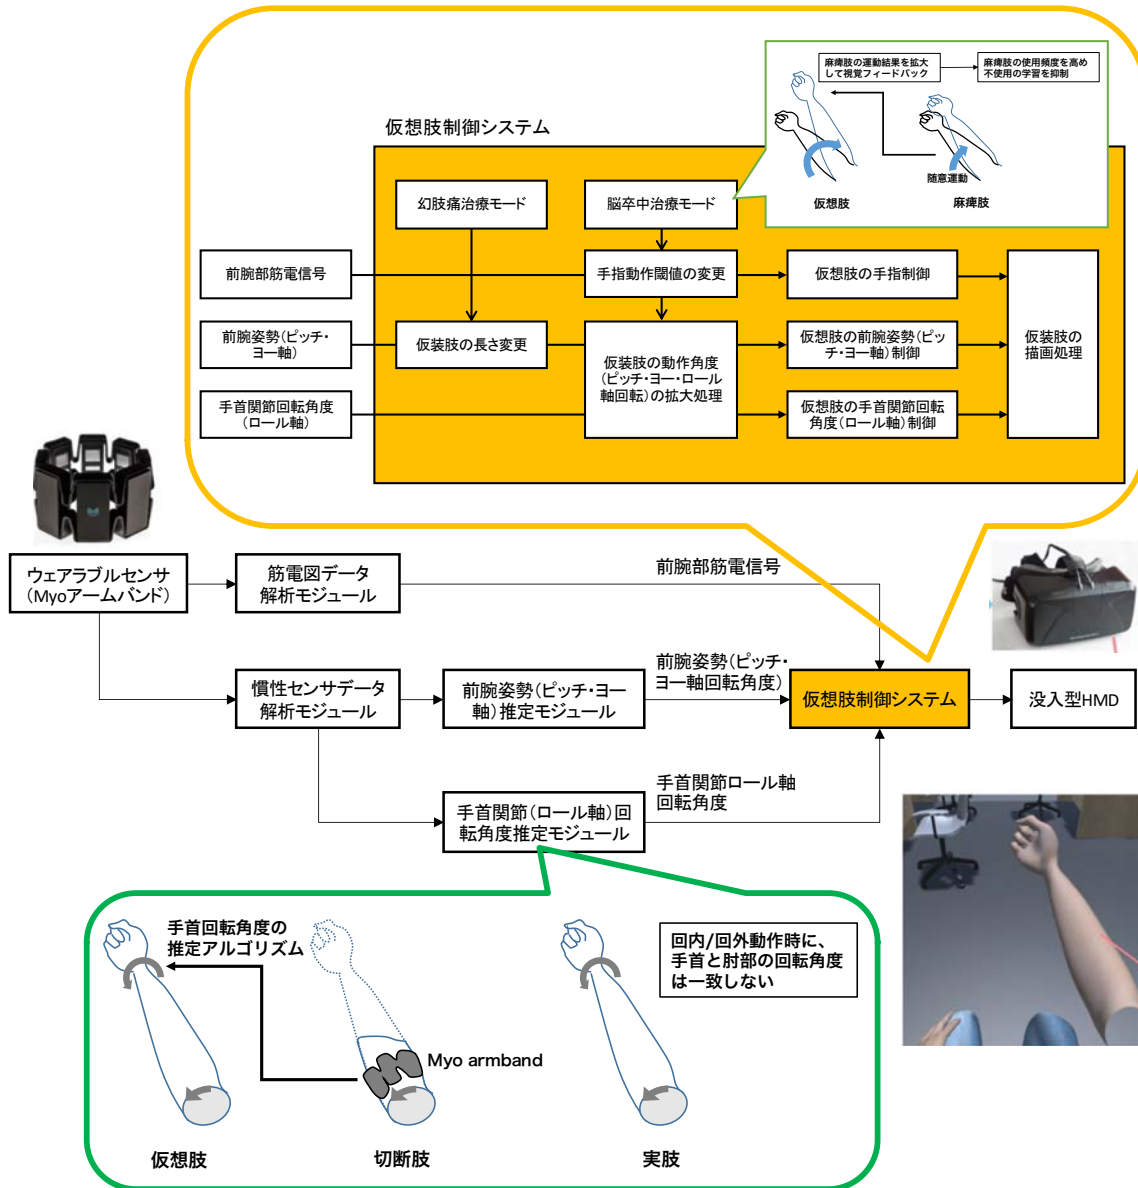 麻痺肢の運動結果を拡大
して視覚フィードバック
麻痺肢の使用頻度を高め
不使用の学習を抑制
随意運動
仮想肢
麻痺肢
仮想肢制御システム
幻肢痛治療モード
脳卒中治療モード
前腕部筋電信号
手指動作閾値の変更
仮想肢の手指制御
前腕姿勢(ピッチ・
ヨー軸)
仮装肢の長さ変更
仮装肢の動作角度
(ピッチ・ヨー・ロール
軸回転)の拡大処理
仮想肢の前腕姿勢(ピッ
チ・ヨー軸)制御
仮装肢の
描画処理
手首関節回転角度
(ロール軸)
仮想肢の手首関節回転
角度(ロール軸)制御
ウェアラブルセンサ
(Myoアームバンド)
筋電図データ
解析モジュール
前腕部筋電信号
慣性センサデータ
解析モジュール
前腕姿勢(ピッチ・ヨー
軸)推定モジュール
前腕姿勢(ピッチ・
ヨー軸回転角度)
仮想肢制御システム
没入型HMD
手首関節(ロール軸)回
転角度推定モジュール
手首関節ロール軸
回転角度
手首回転角度の
推定アルゴリズム
Myo armband
回内/回外動作時に、
手首と肘部の回転角度
は一致しない
仮想肢
切断肢
実肢